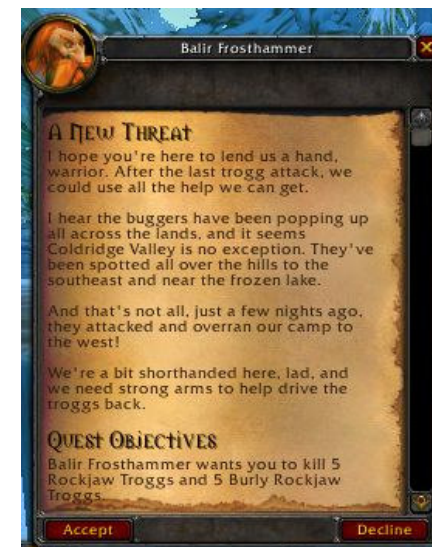 Balir Frosthammer
A New Threat
I hope you're here to lend us a hand,
warrior. After the last trogg attack, we
could use all the help we can get.
I hear the buggers have been popping up
all across the lands, and it seems
Coldridge Valley is no exception. They've
been spotted all over the hills to the
southeast and near the frozen lake.
And that's not all, just a few nights ago,
they attacked and overran our camp to
the west!
We're a bit shorthanded here, lad, and
we need strong arms to help drive the
troggs back.
Quest Objectives
Balir Frosthammer wants you to kill 5
Rockjaw Troggs and 5 Burly Rockjaw
Troggs.
Accept Decline